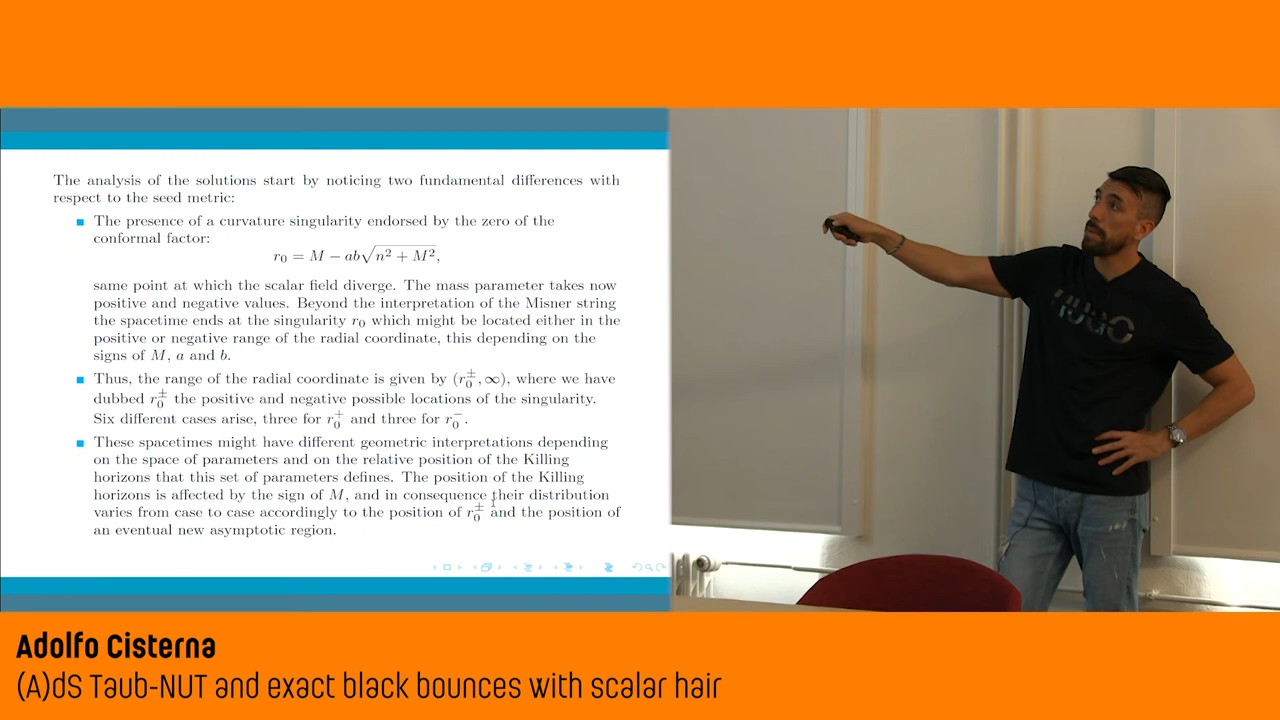 The analysis of the solutions start by noticing two fundamental differences with
respect to the seed metric:
The presence of a curvature singularity endorsed by the zero of the
conformal factor:
r₀ = M − ab√(n² + M²),
same point at which the scalar field diverge. The mass parameter takes now
positive and negative values. Beyond the interpretation of the Misner string
the spacetime ends at the singularity r₀ which might be located either in the
positive or negative range of the radial coordinate, this depending on the
signs of M, a and b.
Thus, the range of the radial coordinate is given by (r₀^±, ∞), where we have
dubbed r₀^± the positive and negative possible locations of the singularity.
Six different cases arise, three for r₀^+ and three for r₀^−.
These spacetimes might have different geometric interpretations depending
on the space of parameters and on the relative position of the Killing
horizons that this set of parameters defines. The position of the Killing
horizons is affected by the sign of M, and in consequence their distribution
varies from case to case accordingly to the position of r₀^± and the position of
an eventual new asymptotic region.
HUGO
Adolfo Cisterna
(A)dS Taub-NUT and exact black bounces with scalar hair